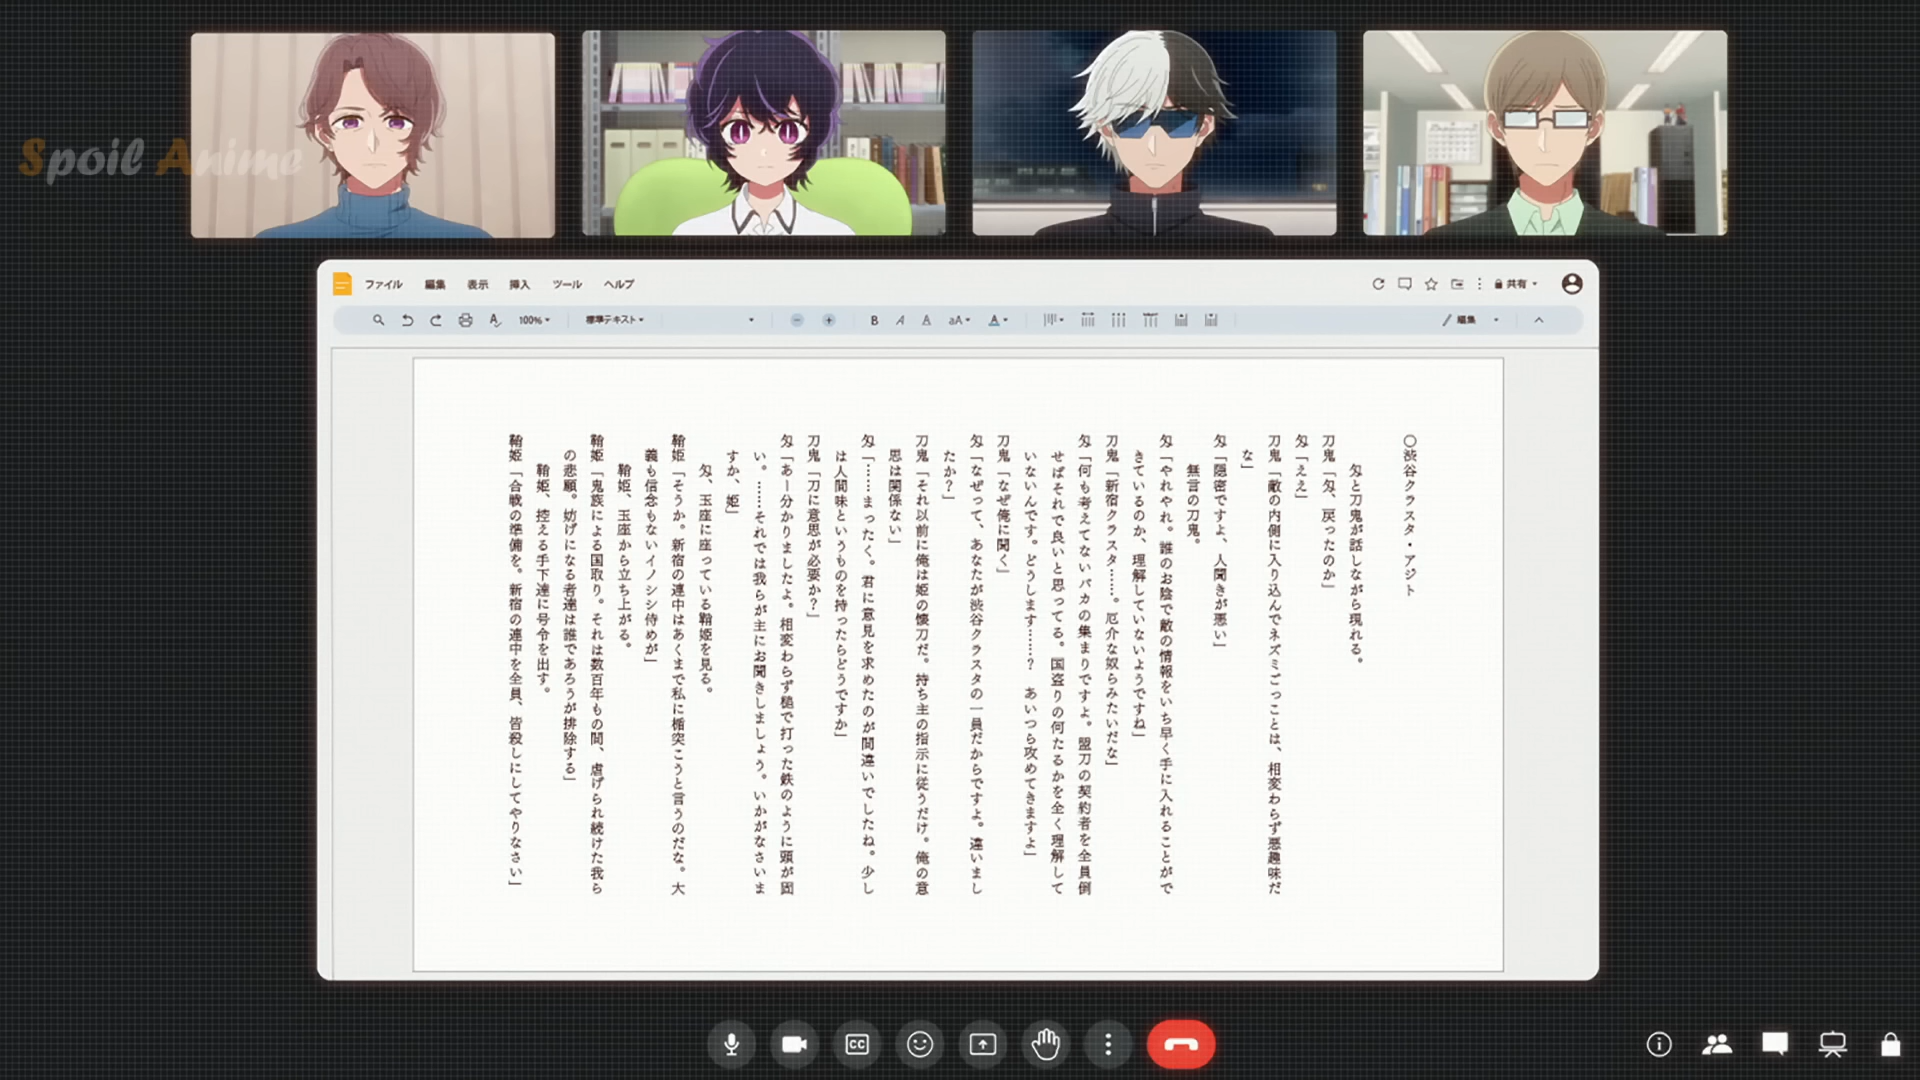 Spoil Anime
ファイル 編集 表示 挿入 ツール ヘルプ
共有
100%
標準テキスト
B A A aA A
編集
〇渋谷クラスタ・アジト
匁と刀鬼が話しながら現れる。
刀鬼「匁、戻ったのか」
匁「ええ」
刀鬼「敵の内側に入り込んでネズミごっことは、相変わらず悪趣味だ
な」
匁「隠密ですよ、人聞きが悪い」
無言の刀鬼。
匁「やれやれ。誰のお陰で敵の情報をいち早く手に入れることがで
きているのか、理解していないようですね」
刀鬼「新宿クラスタ……。厄介な奴らみたいだな」
匁「何も考えてないバカの集まりですよ。盟刀の契約者を全員倒
せばそれで良いと思ってる。国盗りの何たるかを全く理解して
いないんです。どうします……？　あいつら攻めてきますよ」
刀鬼「なぜ俺に聞く」
匁「なぜって、あなたが渋谷クラスタの一員だからですよ。違いまし
たか？」
刀鬼「それ以前に俺は姫の懐刀だ。持ち主の指示に従うだけ。俺の意
思は関係ない」
匁「……まったく。君に意見を求めたのが間違いでしたね。少し
は人間味というものを持ったらどうですか」
刀鬼「刀に意思が必要か？」
匁「あー分かりましたよ。相変わらず槌で打った鉄のように頭が固
い。……それでは我らが主にお聞きしましょう。いかがなさいま
すか、姫」
匁、玉座に座っている鞘姫を見る。
鞘姫「そうか。新宿の連中はあくまで私に楯突こうと言うのだな。大
義も信念もないイノシシ侍めが」
鞘姫、玉座から立ち上がる。
鞘姫「鬼族による国取り。それは数百年もの間、虐げられ続けた我ら
の悲願。妨げになる者達は誰であろうが排除する」
鞘姫、控える手下達に号令を出す。
鞘姫「合戦の準備を。新宿の連中を全員、皆殺しにしてやりなさい」
CC